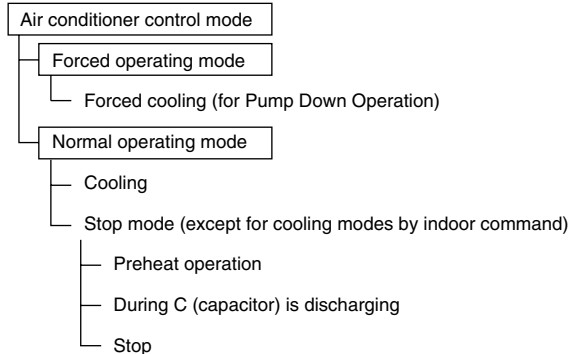 Air conditioner control mode
Forced operating mode
Forced cooling (for Pump Down Operation)
Normal operating mode
Cooling
Stop mode (except for cooling modes by indoor command)
Preheat operation
During C (capacitor) is discharging
Stop